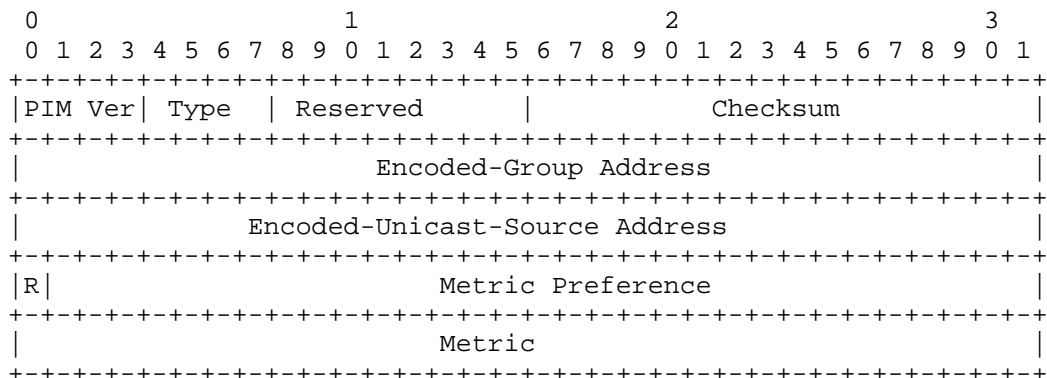 0                   1                   2                   3
 0 1 2 3 4 5 6 7 8 9 0 1 2 3 4 5 6 7 8 9 0 1 2 3 4 5 6 7 8 9 0 1
+-+-+-+-+-+-+-+-+-+-+-+-+-+-+-+-+-+-+-+-+-+-+-+-+-+-+-+-+-+-+-+-+
|PIM Ver| Type  | Reserved      |           Checksum            |
+-+-+-+-+-+-+-+-+-+-+-+-+-+-+-+-+-+-+-+-+-+-+-+-+-+-+-+-+-+-+-+-+
|                      Encoded-Group Address                    |
+-+-+-+-+-+-+-+-+-+-+-+-+-+-+-+-+-+-+-+-+-+-+-+-+-+-+-+-+-+-+-+-+
|              Encoded-Unicast-Source Address                   |
+-+-+-+-+-+-+-+-+-+-+-+-+-+-+-+-+-+-+-+-+-+-+-+-+-+-+-+-+-+-+-+-+
|R|                        Metric Preference                    |
+-+-+-+-+-+-+-+-+-+-+-+-+-+-+-+-+-+-+-+-+-+-+-+-+-+-+-+-+-+-+-+-+
|                          Metric                               |
+-+-+-+-+-+-+-+-+-+-+-+-+-+-+-+-+-+-+-+-+-+-+-+-+-+-+-+-+-+-+-+-+